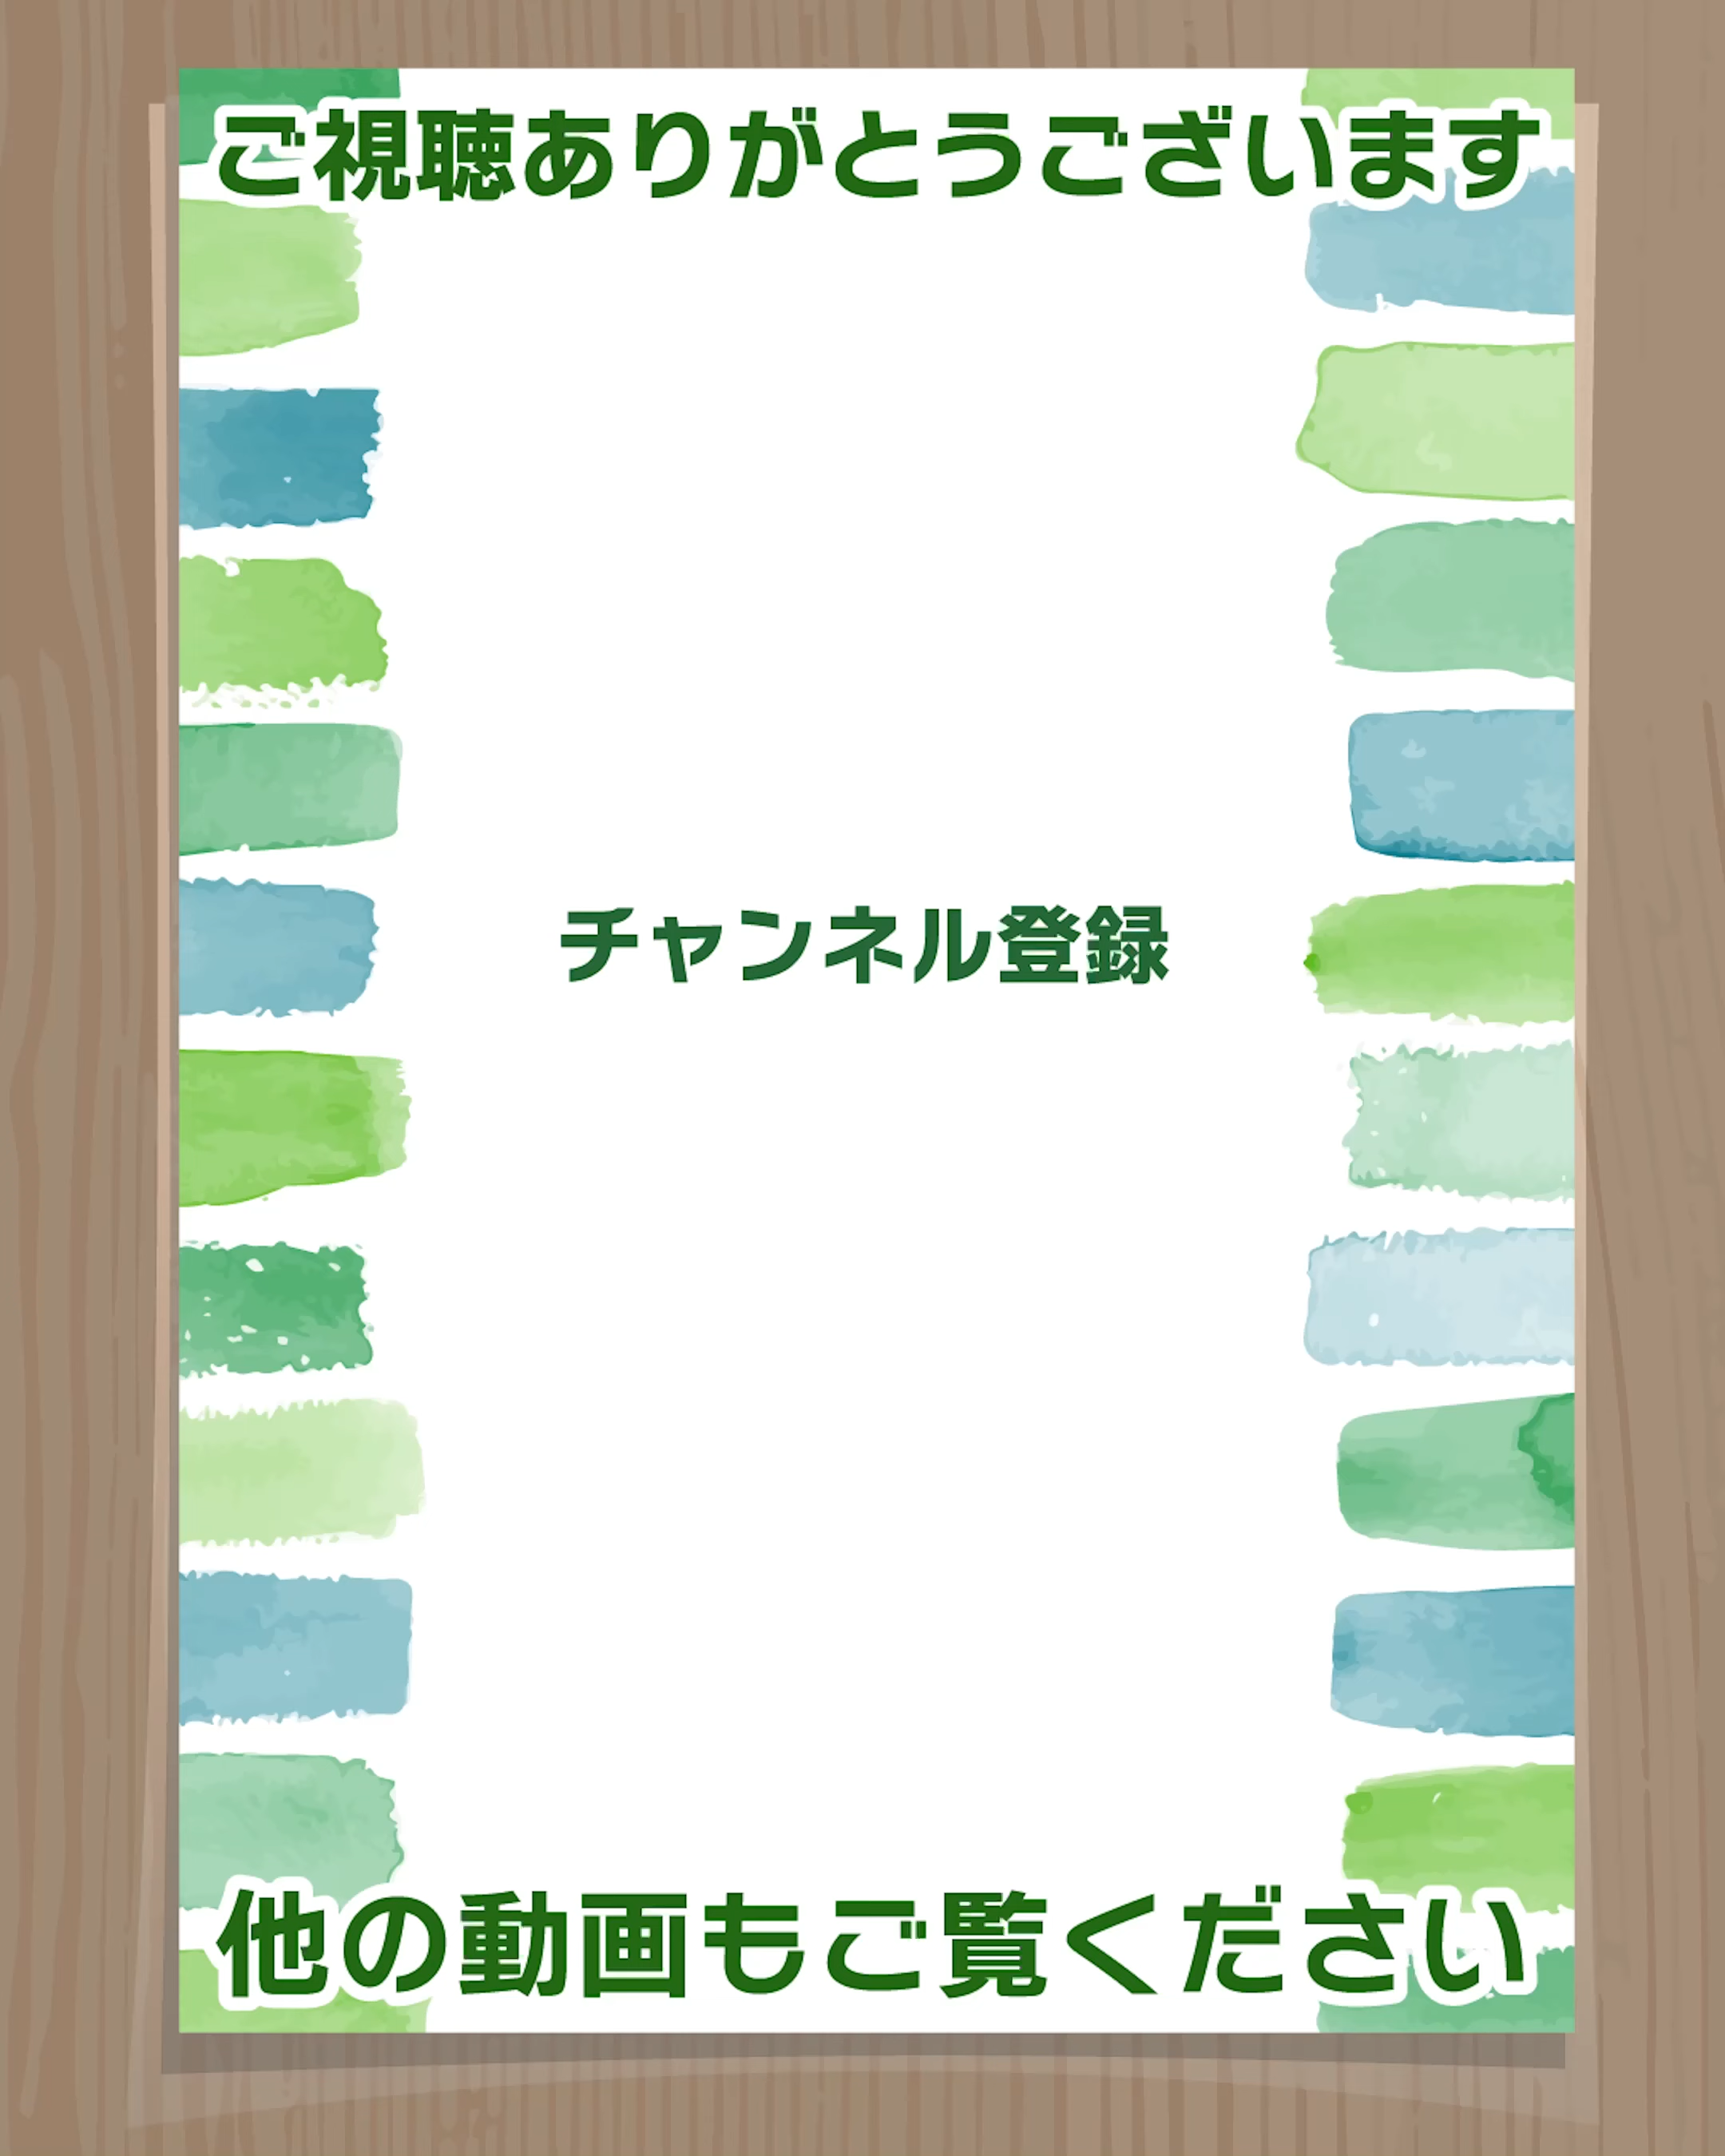 ご視聴ありがとうございます
チャンネル登録
他の動画もご覧ください